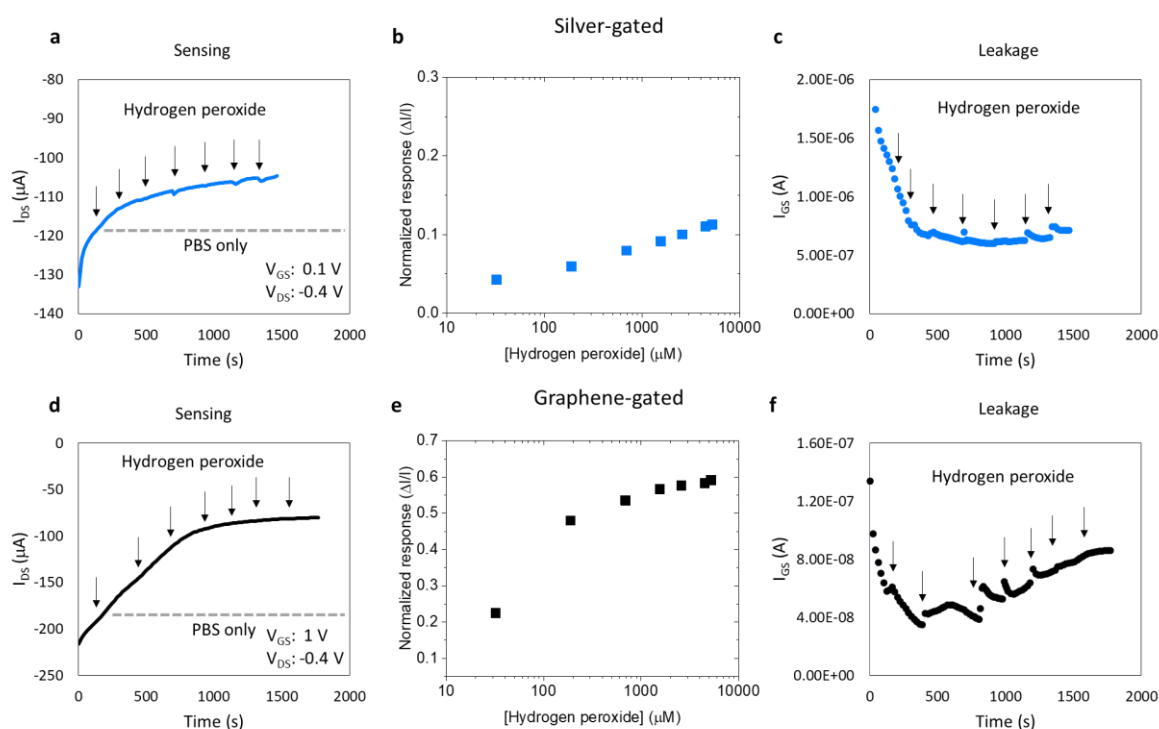 Silver-gated
a
Sensing
-80
-90
-100
-110
-120
-130
-140
I_DS (µA)
Hydrogen peroxide
PBS only
V_GS: 0.1 V
V_DS: -0.4 V
0 500 1000 1500 2000
Time (s)
b
0.3
0.2
0.1
0.0
Normalized response (ΔI/I)
10 100 1000 10000
[Hydrogen peroxide] (µM)
c
Leakage
2.00E-06
1.50E-06
1.00E-06
5.00E-07
0.00E+00
I_GS (A)
Hydrogen peroxide
0 500 1000 1500 2000
Time (s)
Graphene-gated
d
Sensing
0
-50
-100
-150
-200
-250
I_DS (µA)
Hydrogen peroxide
PBS only
V_GS: 1 V
V_DS: -0.4 V
0 500 1000 1500 2000
Time (s)
e
0.7
0.6
0.5
0.4
0.3
0.2
0.1
Normalized response (ΔI/I)
10 100 1000 10000
[Hydrogen peroxide] (µM)
f
Leakage
1.60E-07
1.20E-07
8.00E-08
4.00E-08
0.00E+00
I_GS (A)
Hydrogen peroxide
0 500 1000 1500 2000
Time (s)